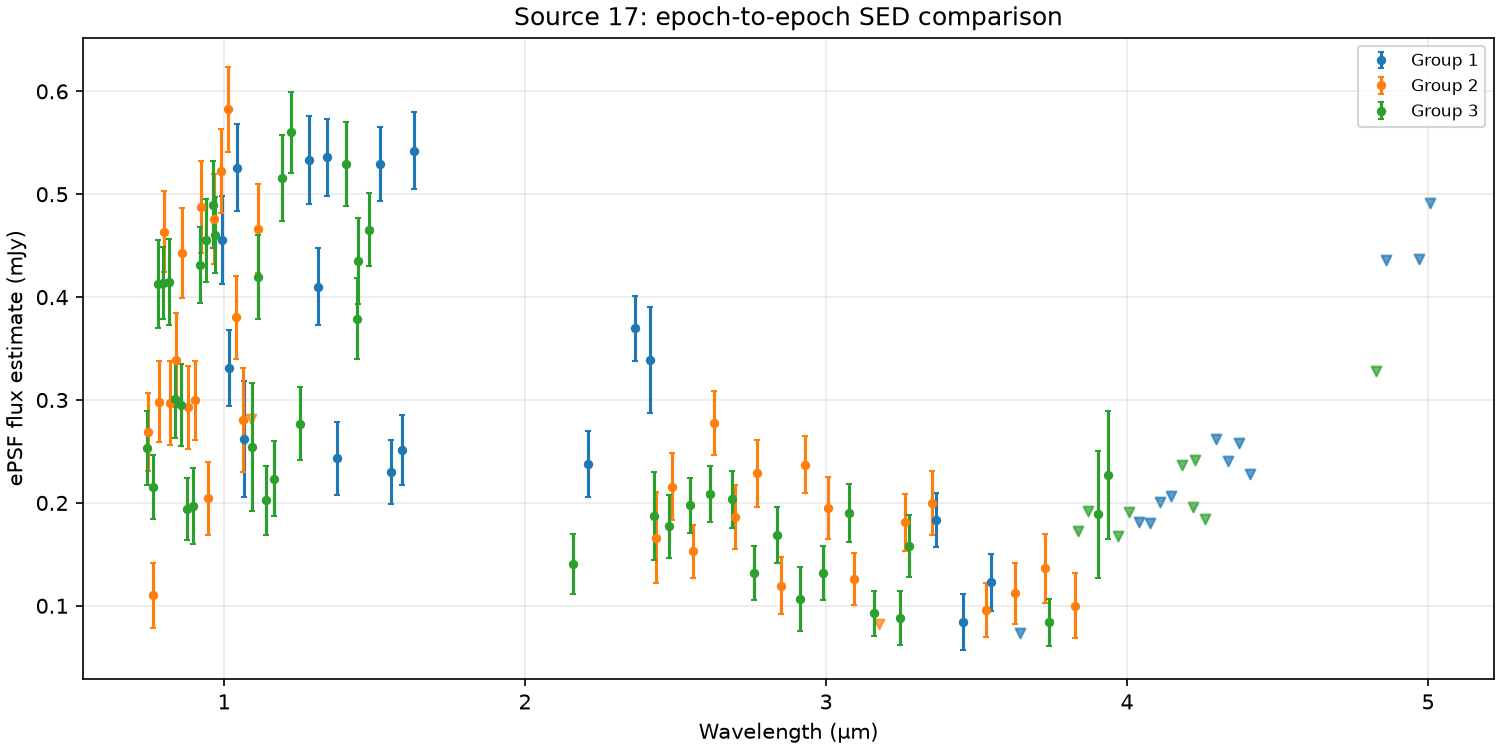 Source 17: epoch-to-epoch SED comparison
ePSF flux estimate (mJy)
0.6
0.5
0.4
0.3
0.2
0.1
Group 1
Group 2
Group 3
1 2 3 4 5
Wavelength (μm)